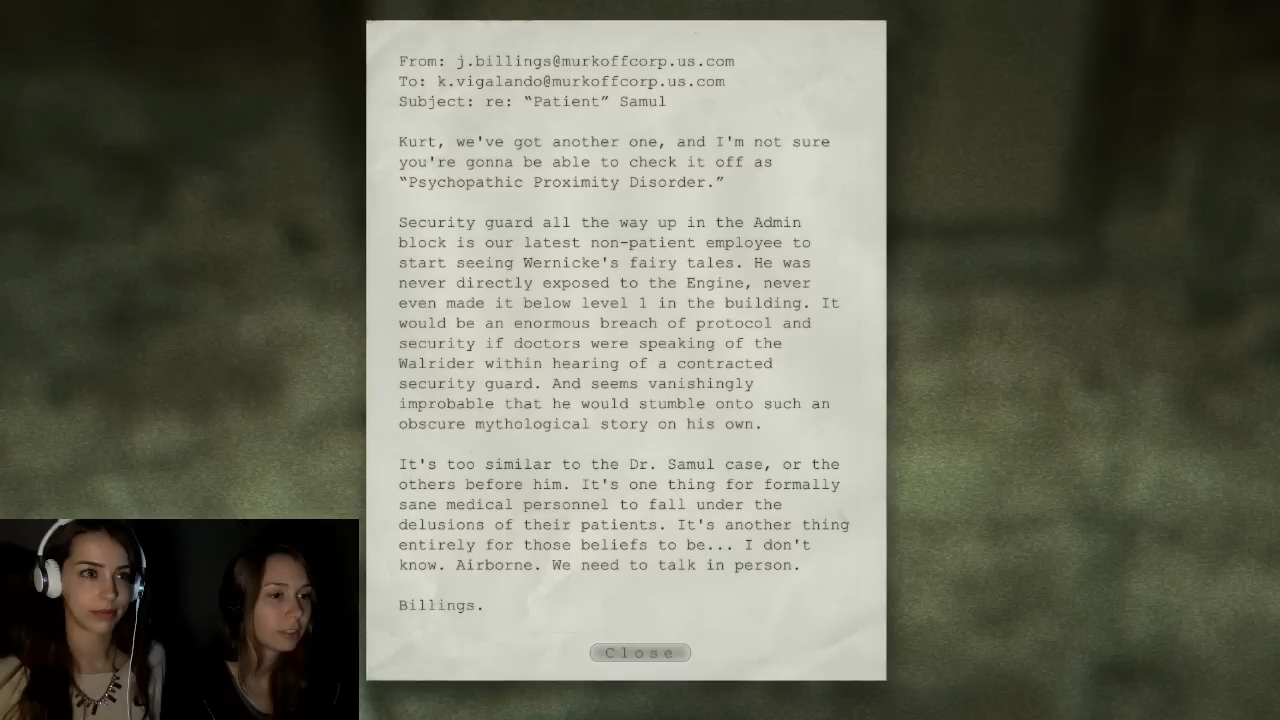 From: j.billings@murkoffcorp.us.com
To: k.vigalando@murkoffcorp.us.com
Subject: re: “Patient” Samul
Kurt, we've got another one, and I'm not sure
you're gonna be able to check it off as
“Psychopathic Proximity Disorder.”
Security guard all the way up in the Admin
block is our latest non-patient employee to
start seeing Wernicke's fairy tales. He was
never directly exposed to the Engine, never
even made it below level 1 in the building. It
would be an enormous breach of protocol and
security if doctors were speaking of the
Walrider within hearing of a contracted
security guard. And seems vanishingly
improbable that he would stumble onto such an
obscure mythological story on his own.
It's too similar to the Dr. Samul case, or the
others before him. It's one thing for formally
sane medical personnel to fall under the
delusions of their patients. It's another thing
entirely for those beliefs to be... I don't
know. Airborne. We need to talk in person.
Billings.
Close